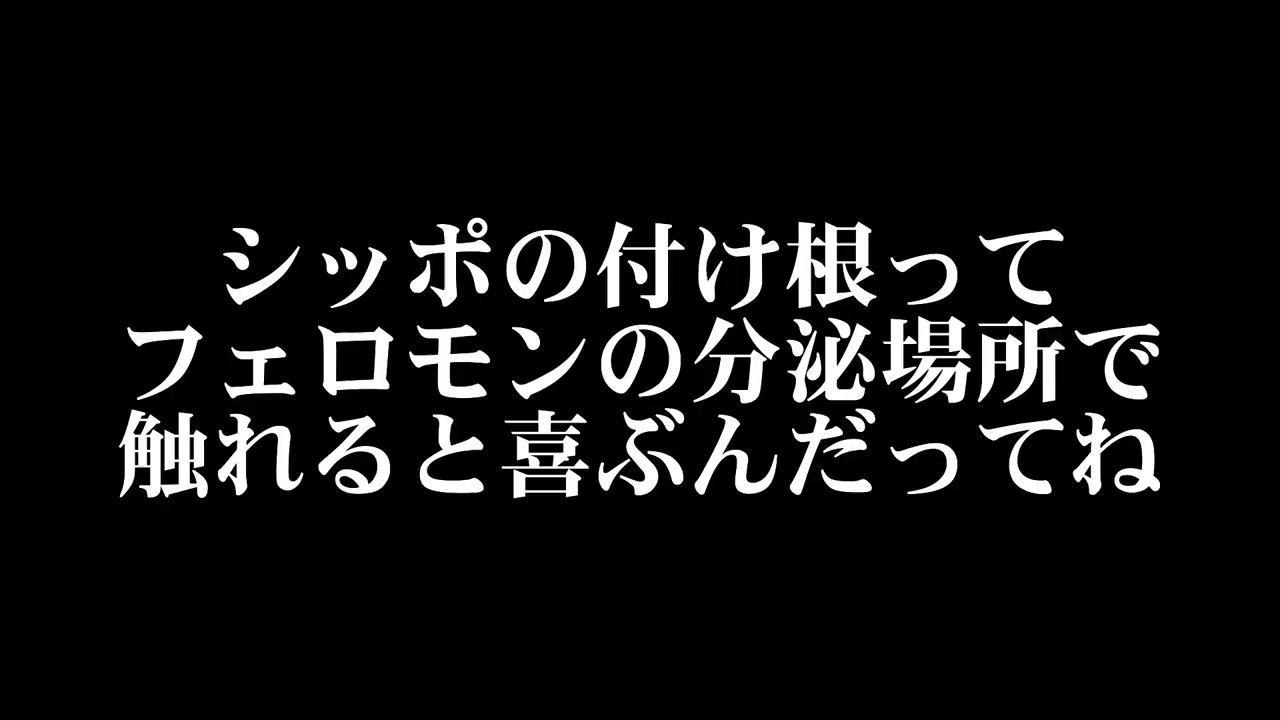 シッポの付け根って
フェロモンの分泌場所で
触れると喜ぶんだってね